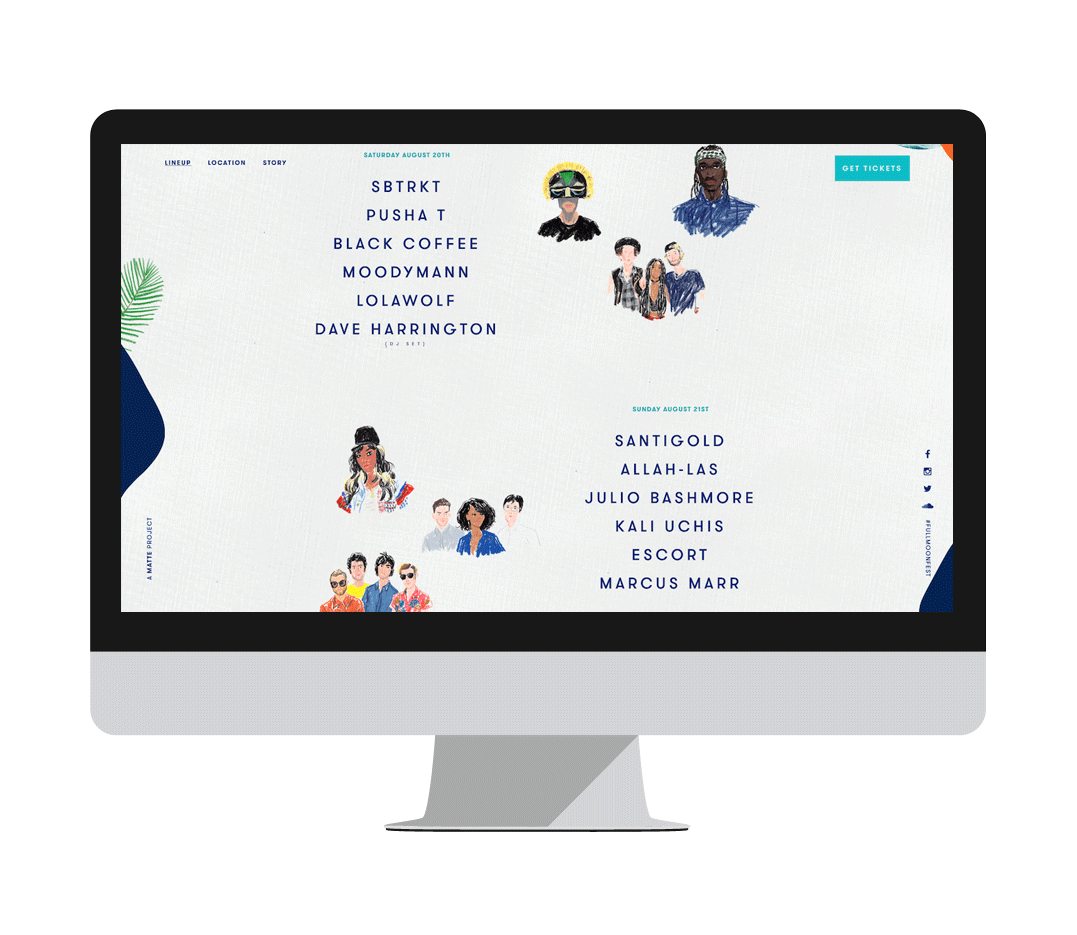 LINEUP LOCATION STORY
GET TICKETS
SATURDAY AUGUST 20TH
SBTRKT
PUSHA T
BLACK COFFEE
MOODYMANN
LOLAWOLF
DAVE HARRINGTON
(DJ SET)
SUNDAY AUGUST 21ST
SANTIGOLD
ALLAH-LAS
JULIO BASHMORE
KALI UCHIS
ESCORT
MARCUS MARR
A MATTE PROJECT
#FULLMOONFEST